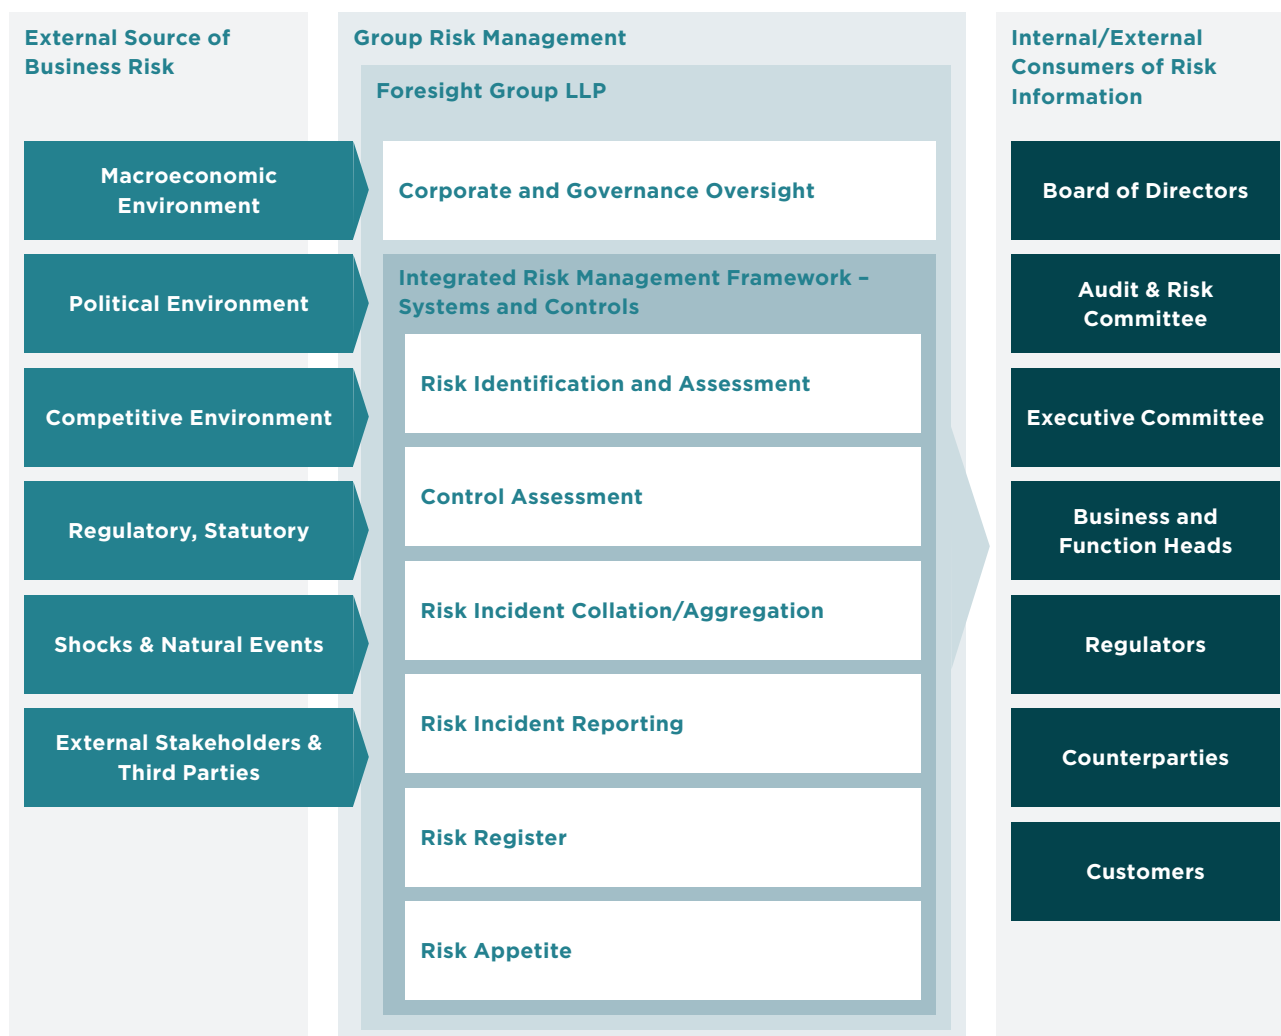 External Source of
Business Risk
Macroeconomic
Environment
Political Environment
Competitive Environment
Regulatory, Statutory
Shocks & Natural Events
External Stakeholders &
Third Parties
Group Risk Management
Foresight Group LLP
Corporate and Governance Oversight
Integrated Risk Management Framework –
Systems and Controls
Risk Identification and Assessment
Control Assessment
Risk Incident Collation/Aggregation
Risk Incident Reporting
Risk Register
Risk Appetite
Internal/External
Consumers of Risk
Information
Board of Directors
Audit & Risk
Committee
Executive Committee
Business and
Function Heads
Regulators
Counterparties
Customers